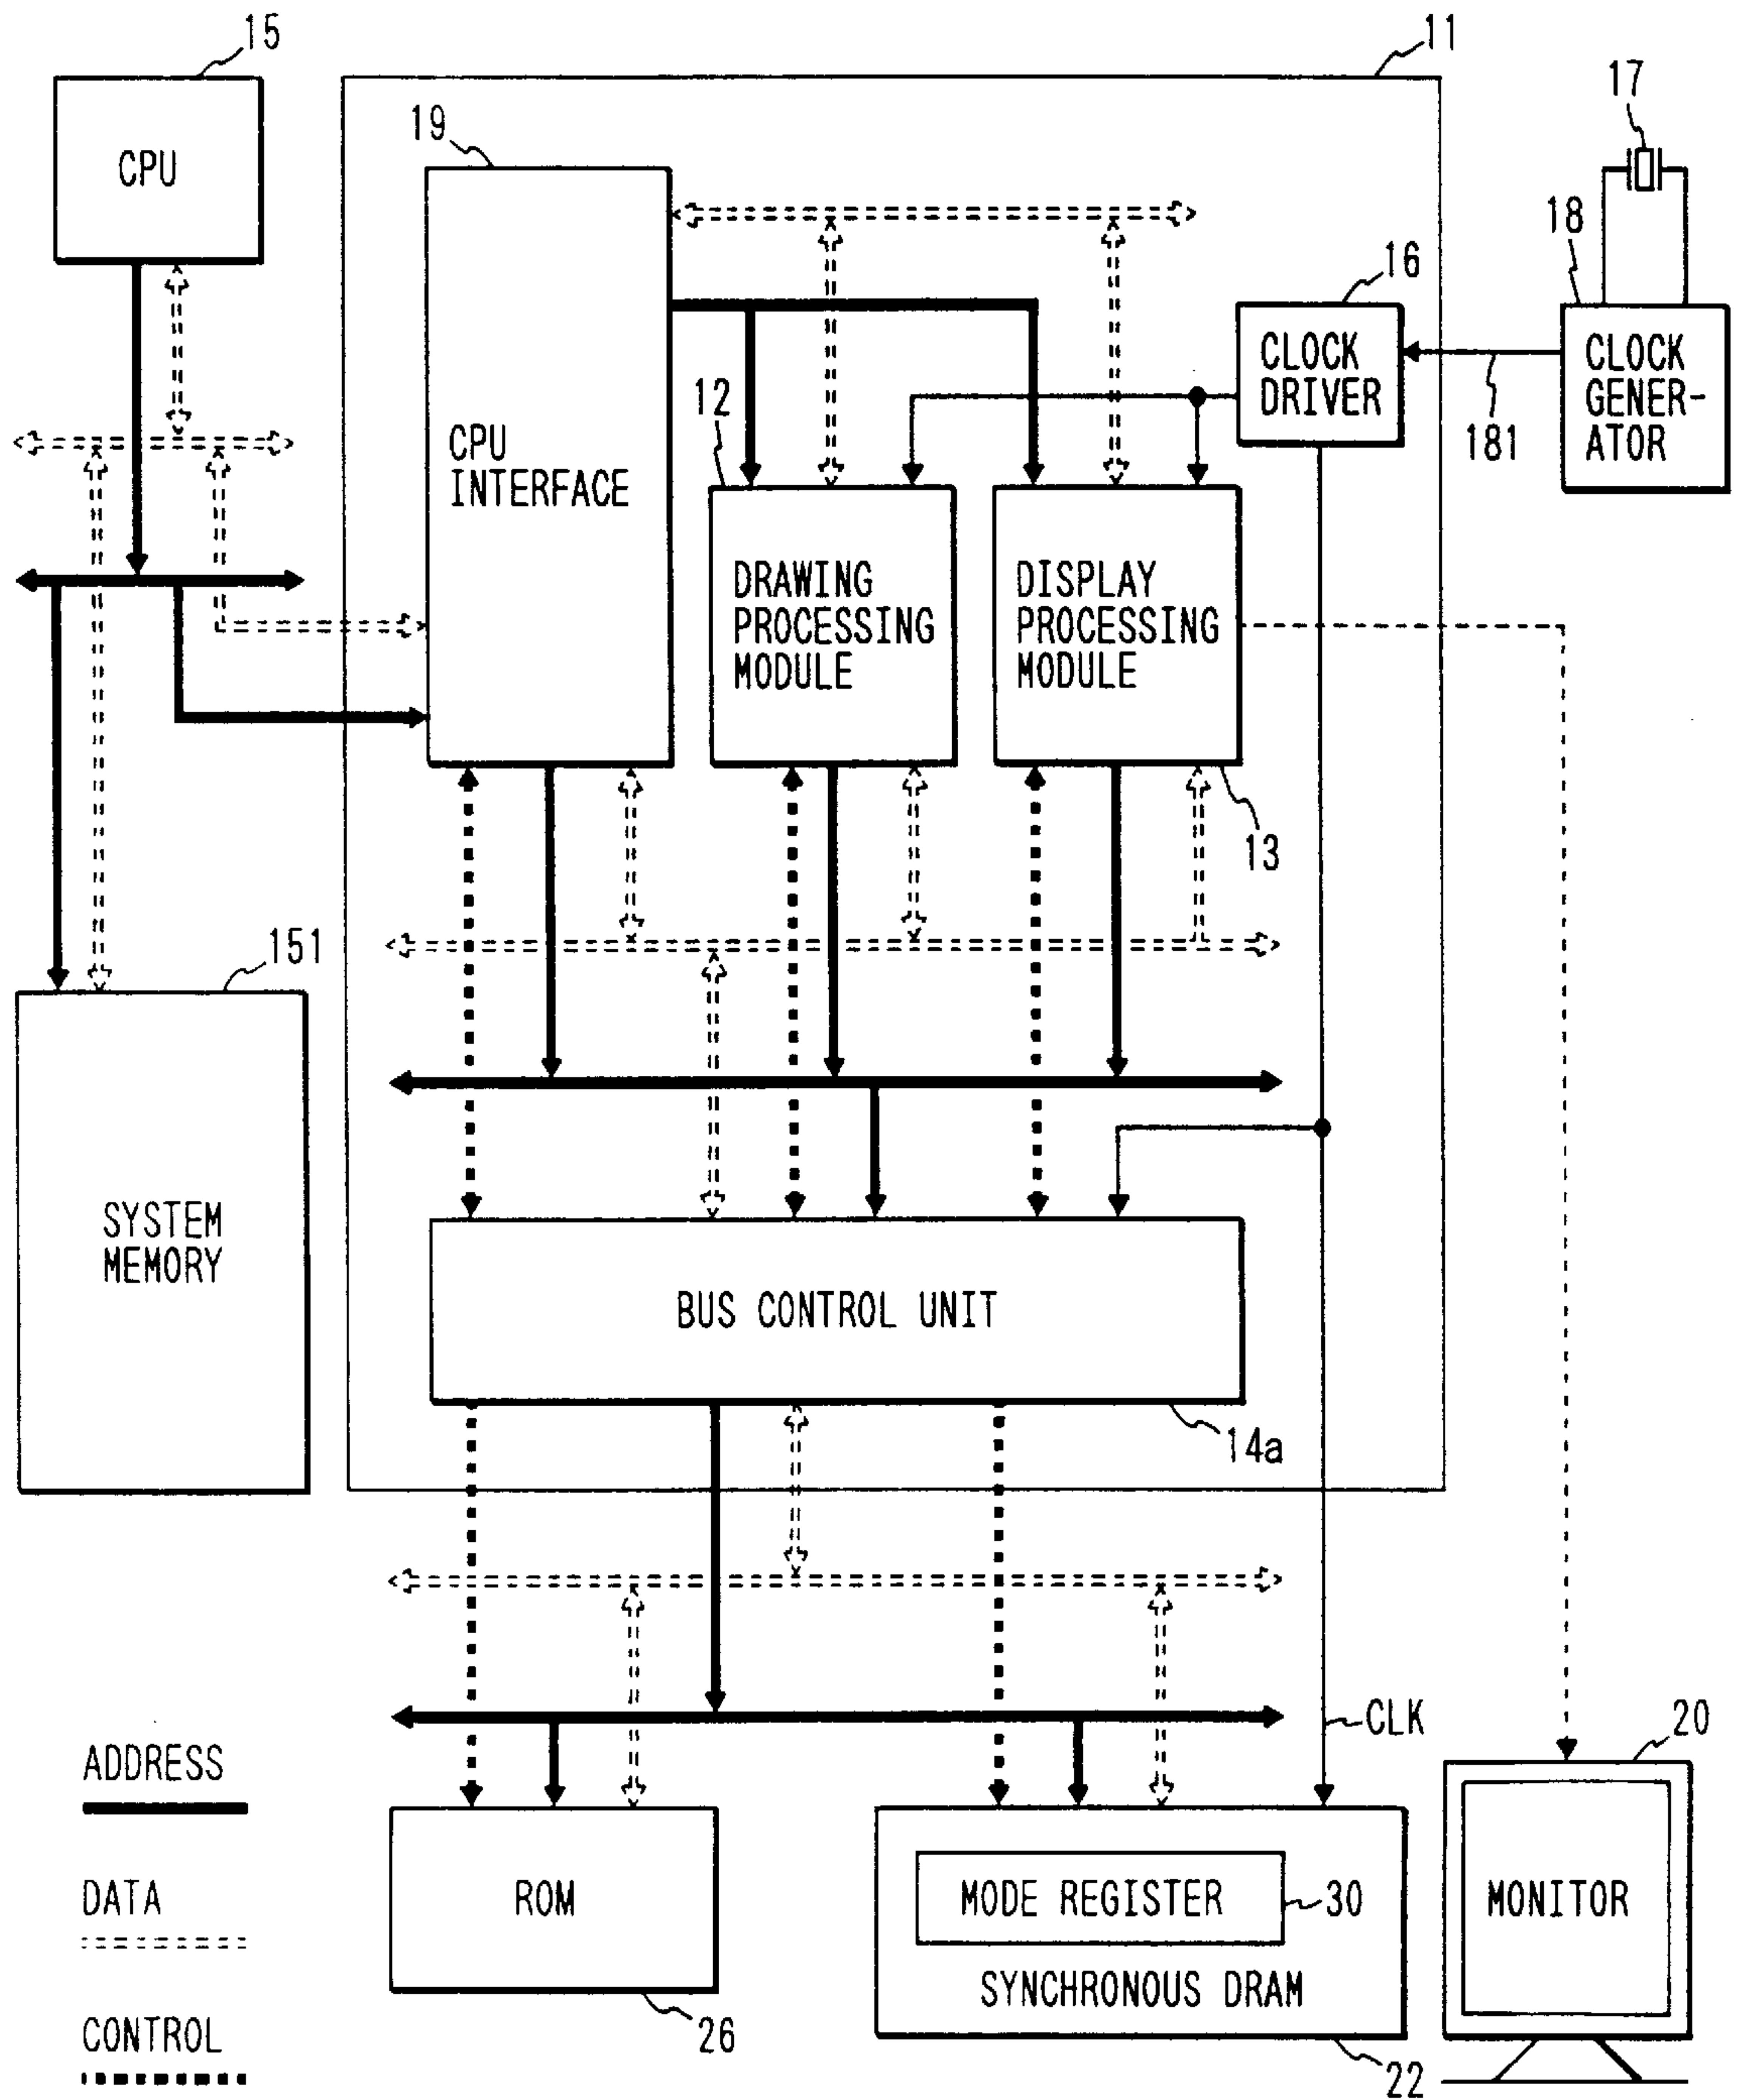 15
11
17
19
CPU
18
16
CLOCK
DRIVER
CLOCK
GENER-
ATOR
181
12
CPU
INTERFACE
DRAWING
PROCESSING
MODULE
DISPLAY
PROCESSING
MODULE
13
151
SYSTEM
MEMORY
BUS CONTROL UNIT
14a
CLK
20
ADDRESS
DATA
CONTROL
ROM
26
MODE REGISTER
30
SYNCHRONOUS DRAM
22
MONITOR